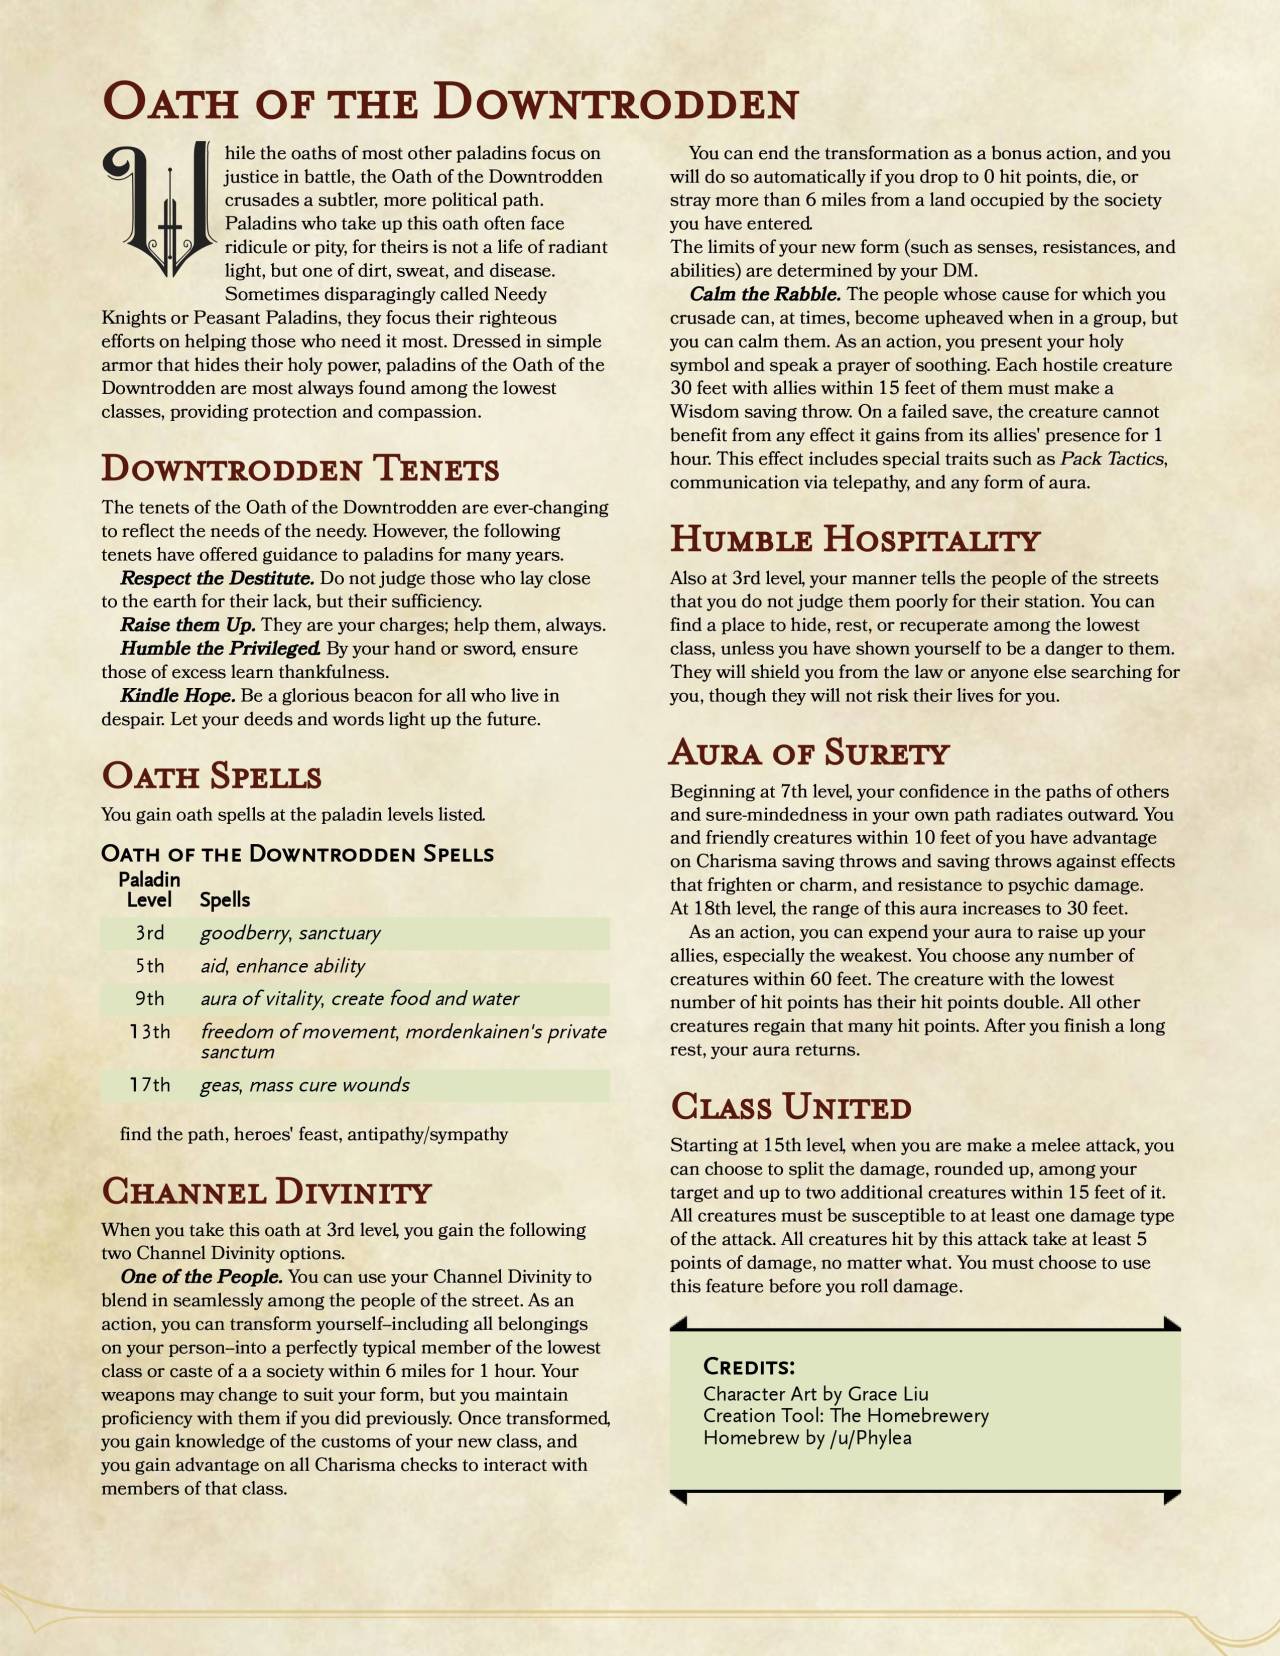 Oath of the Downtrodden
While the oaths of most other paladins focus on
justice in battle, the Oath of the Downtrodden
crusades a subtler, more political path.
Paladins who take up this oath often face
ridicule or pity, for theirs is not a life of radiant
light, but one of dirt, sweat, and disease.
Sometimes disparagingly called Needy
Knights or Peasant Paladins, they focus their righteous
efforts on helping those who need it most. Dressed in simple
armor that hides their holy power, paladins of the Oath of the
Downtrodden are most always found among the lowest
classes, providing protection and compassion.
Downtrodden Tenets
The tenets of the Oath of the Downtrodden are ever-changing
to reflect the needs of the needy. However, the following
tenets have offered guidance to paladins for many years.
Respect the Destitute. Do not judge those who lay close
to the earth for their lack, but their sufficiency.
Raise them Up. They are your charges; help them, always.
Humble the Privileged. By your hand or sword, ensure
those of excess learn thankfulness.
Kindle Hope. Be a glorious beacon for all who live in
despair. Let your deeds and words light up the future.
Oath Spells
You gain oath spells at the paladin levels listed.
Oath of the Downtrodden Spells
Paladin
Level Spells
3rd goodberry, sanctuary
5th aid, enhance ability
9th aura of vitality, create food and water
13th freedom of movement, mordenkainen's private
sanctum
17th geas, mass cure wounds
find the path, heroes' feast, antipathy/sympathy
Channel Divinity
When you take this oath at 3rd level, you gain the following
two Channel Divinity options.
One of the People. You can use your Channel Divinity to
blend in seamlessly among the people of the street. As an
action, you can transform yourself–including all belongings
on your person–into a perfectly typical member of the lowest
class or caste of a a society within 6 miles for 1 hour. Your
weapons may change to suit your form, but you maintain
proficiency with them if you did previously. Once transformed,
you gain knowledge of the customs of your new class, and
you gain advantage on all Charisma checks to interact with
members of that class.
You can end the transformation as a bonus action, and you
will do so automatically if you drop to 0 hit points, die, or
stray more than 6 miles from a land occupied by the society
you have entered.
The limits of your new form (such as senses, resistances, and
abilities) are determined by your DM.
Calm the Rabble. The people whose cause for which you
crusade can, at times, become upheaved when in a group, but
you can calm them. As an action, you present your holy
symbol and speak a prayer of soothing. Each hostile creature
30 feet with allies within 15 feet of them must make a
Wisdom saving throw. On a failed save, the creature cannot
benefit from any effect it gains from its allies' presence for 1
hour. This effect includes special traits such as Pack Tactics,
communication via telepathy, and any form of aura.
Humble Hospitality
Also at 3rd level, your manner tells the people of the streets
that you do not judge them poorly for their station. You can
find a place to hide, rest, or recuperate among the lowest
class, unless you have shown yourself to be a danger to them.
They will shield you from the law or anyone else searching for
you, though they will not risk their lives for you.
Aura of Surety
Beginning at 7th level, your confidence in the paths of others
and sure-mindedness in your own path radiates outward. You
and friendly creatures within 10 feet of you have advantage
on Charisma saving throws and saving throws against effects
that frighten or charm, and resistance to psychic damage.
At 18th level, the range of this aura increases to 30 feet.
As an action, you can expend your aura to raise up your
allies, especially the weakest. You choose any number of
creatures within 60 feet. The creature with the lowest
number of hit points has their hit points double. All other
creatures regain that many hit points. After you finish a long
rest, your aura returns.
Class United
Starting at 15th level, when you are make a melee attack, you
can choose to split the damage, rounded up, among your
target and up to two additional creatures within 15 feet of it.
All creatures must be susceptible to at least one damage type
of the attack. All creatures hit by this attack take at least 5
points of damage, no matter what. You must choose to use
this feature before you roll damage.
Credits:
Character Art by Grace Liu
Creation Tool: The Homebrewery
Homebrew by /u/Phylea